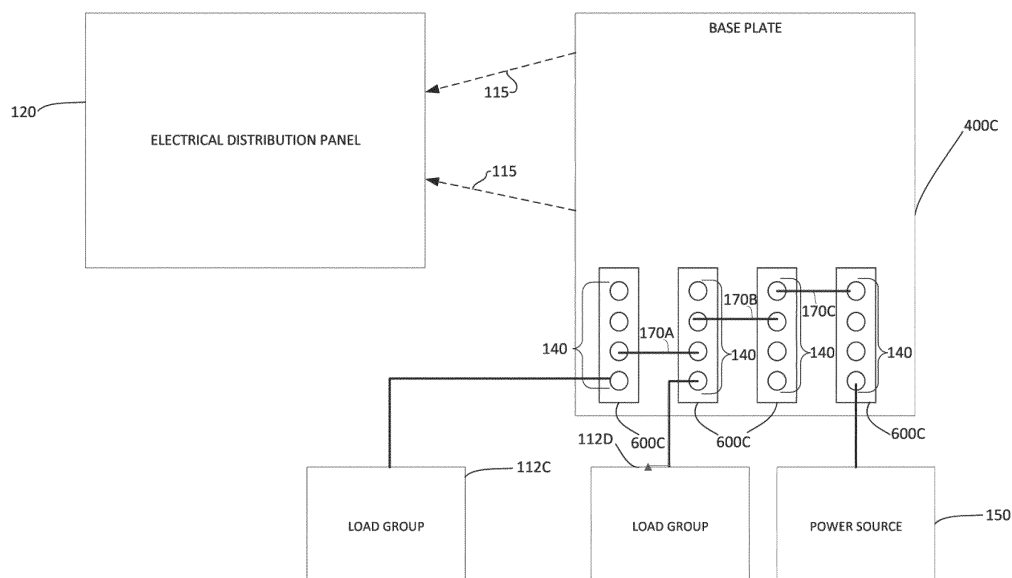 BASE PLATE
115
120
ELECTRICAL DISTRIBUTION PANEL
400C
115
170B
170C
170A
140
140
140
140
600C
600C
600C
112D
112C
LOAD GROUP
LOAD GROUP
POWER SOURCE
150